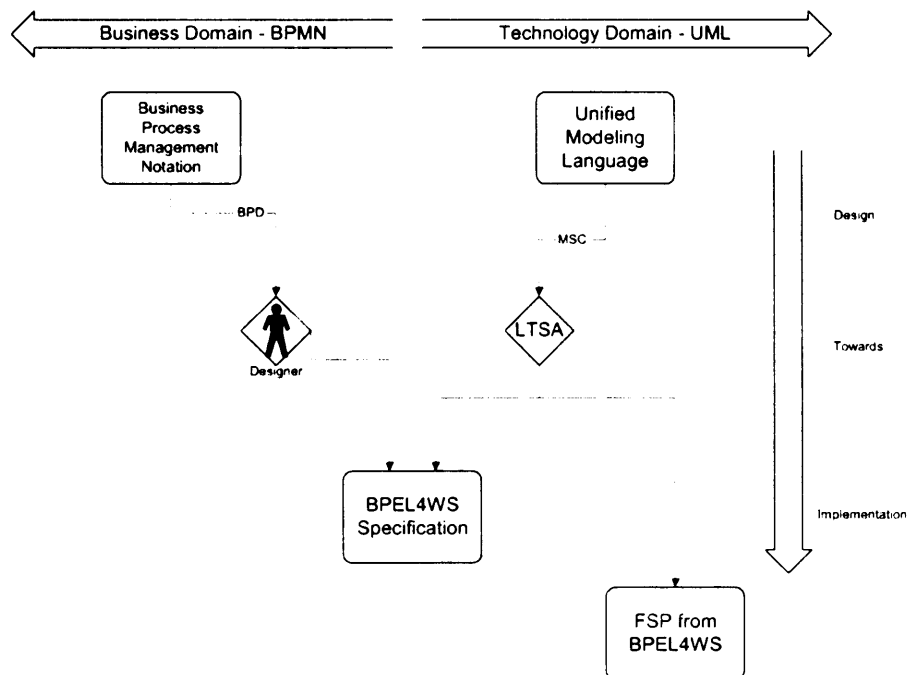 Business Domain - BPMN
Technology Domain - UML
Business
Process
Management
Notation
Unified
Modeling
Language
Design
BPD
MSC
LTSA
Towards
Designer
BPEL4WS
Specification
Implementation
FSP from
BPEL4WS